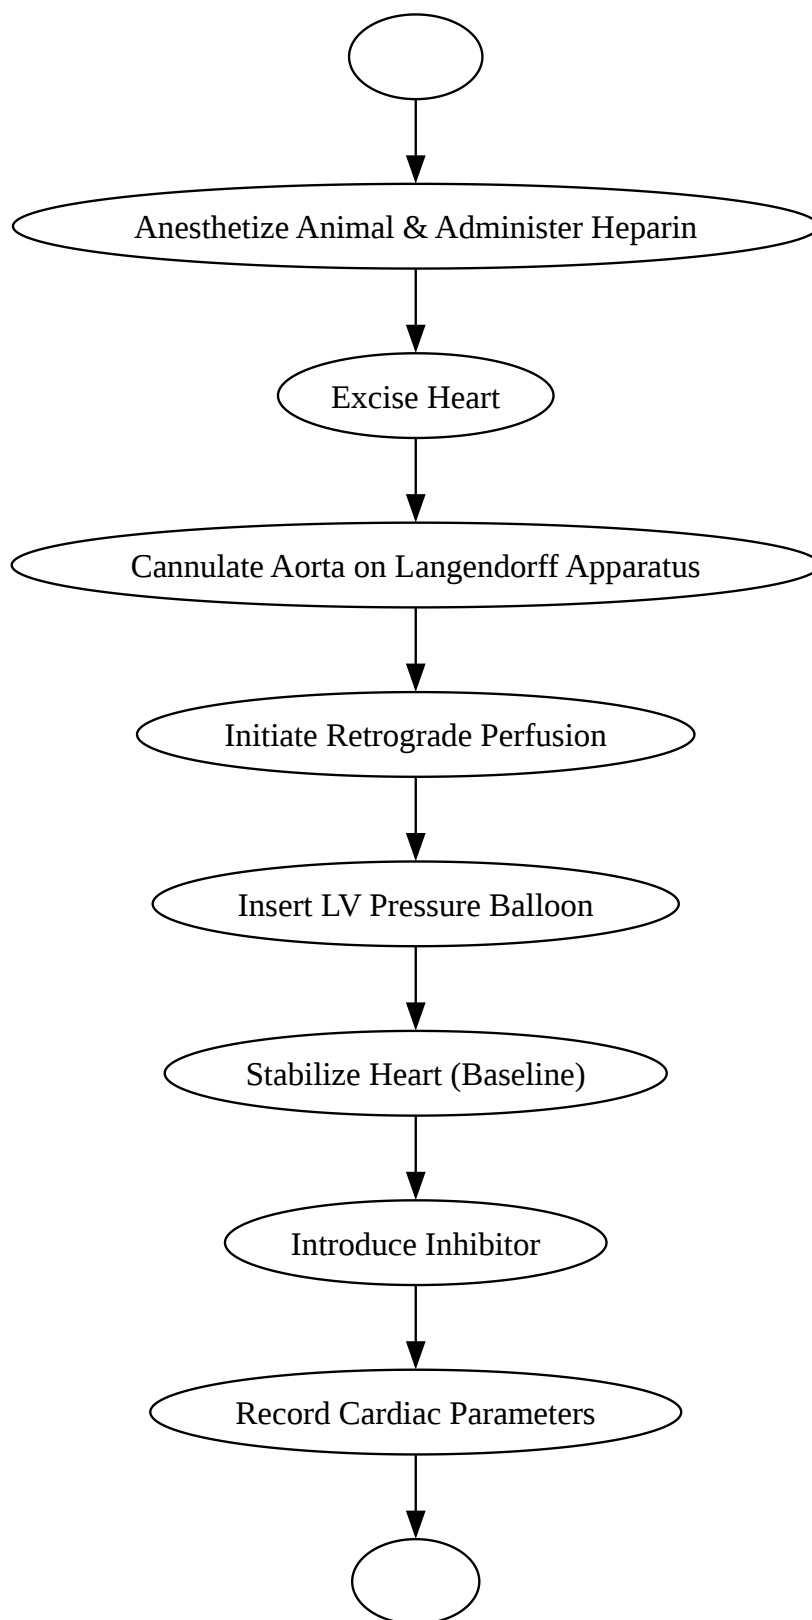 Anesthetize Animal & Administer Heparin
Excise Heart
Cannulate Aorta on Langendorff Apparatus
Initiate Retrograde Perfusion
Insert LV Pressure Balloon
Stabilize Heart (Baseline)
Introduce Inhibitor
Record Cardiac Parameters